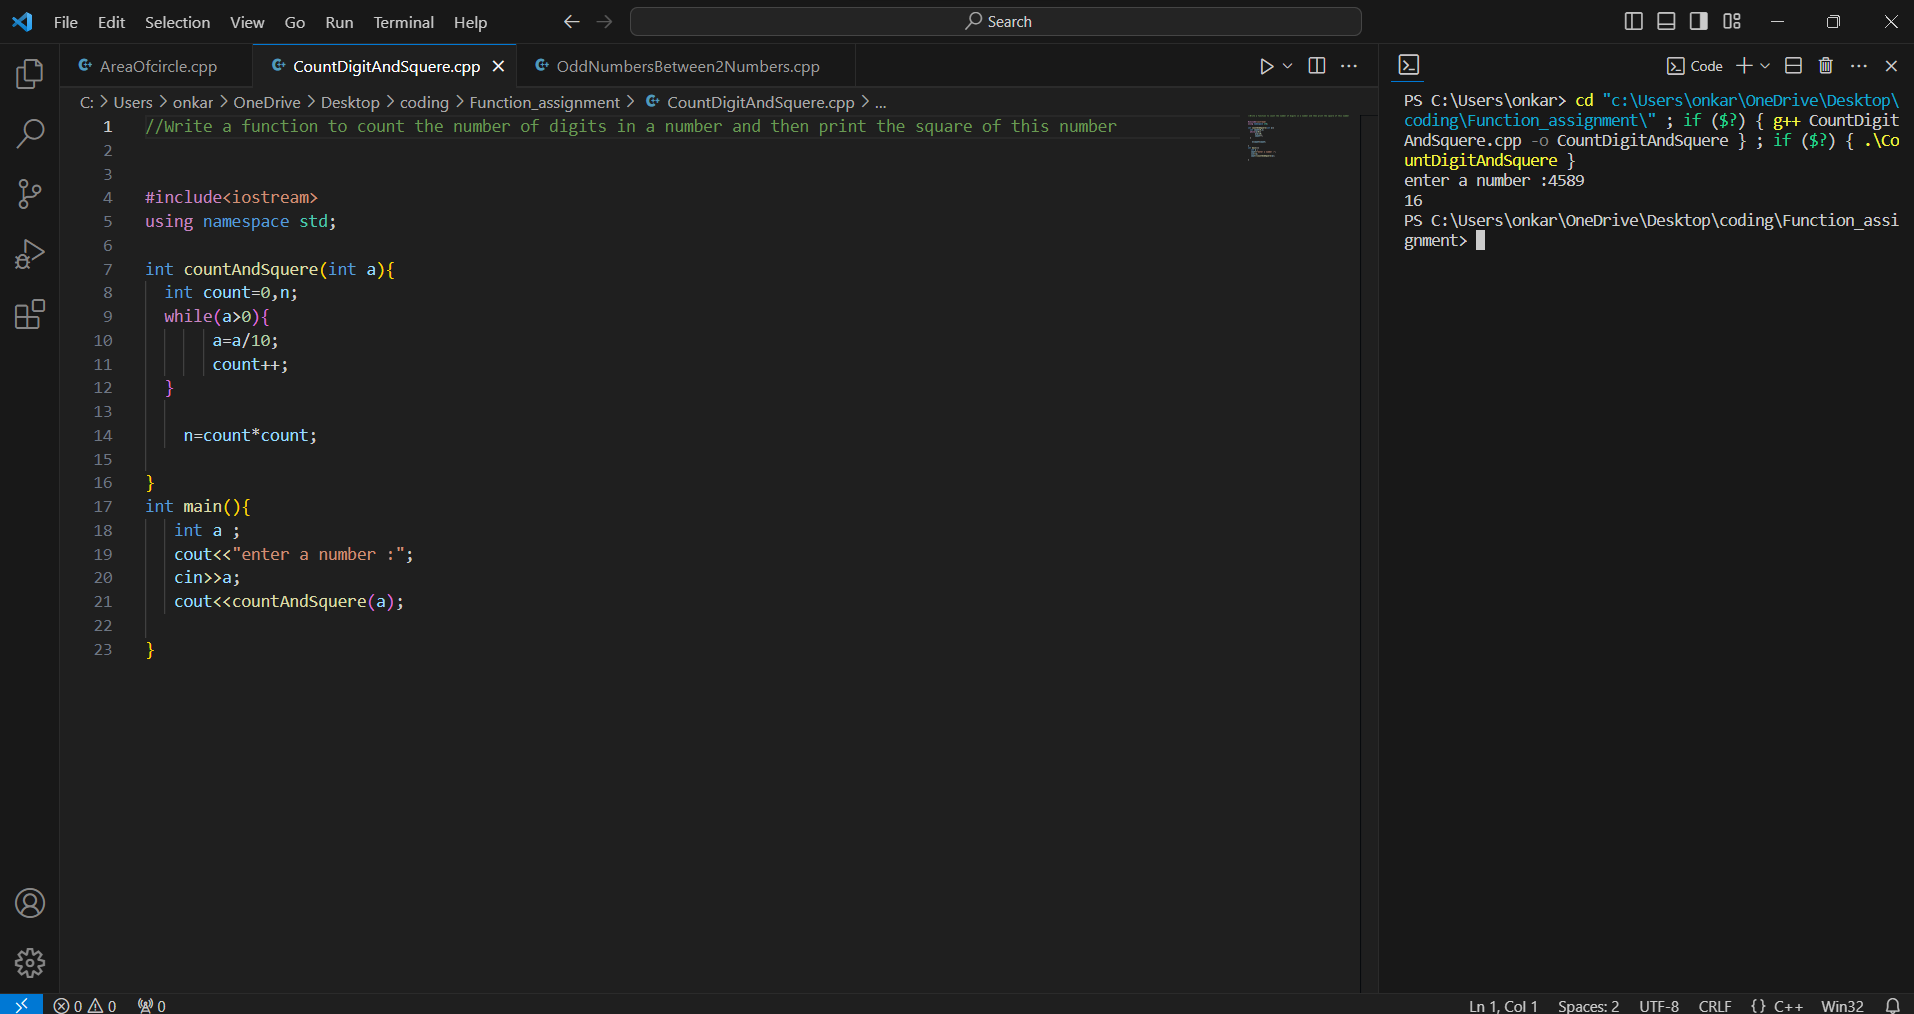 File Edit Selection View Go Run Terminal Help
Search
AreaOfcircle.cpp CountDigitAndSquere.cpp OddNumbersBetween2Numbers.cpp
C: > Users > onkar > OneDrive > Desktop > coding > Function_assignment > CountDigitAndSquere.cpp > ...
1 //Write a function to count the number of digits in a number and then print the square of this number
2
3
4 #include<iostream>
5 using namespace std;
6
7 int countAndSquere(int a){
8 int count=0,n;
9 while(a>0){
10 a=a/10;
11 count++;
12 }
13
14 n=count*count;
15
16 }
17 int main(){
18 int a ;
19 cout<<"enter a number :";
20 cin>>a;
21 cout<<countAndSquere(a);
22
23 }
Code
PS C:\Users\onkar> cd "c:\Users\onkar\OneDrive\Desktop\
coding\Function_assignment\" ; if ($?) { g++ CountDigit
AndSquere.cpp -o CountDigitAndSquere } ; if ($?) { .\Co
untDigitAndSquere }
enter a number :4589
16
PS C:\Users\onkar\OneDrive\Desktop\coding\Function_assi
gnment>
0 0 0
Ln 1, Col 1 Spaces: 2 UTF-8 CRLF {} C++ Win32